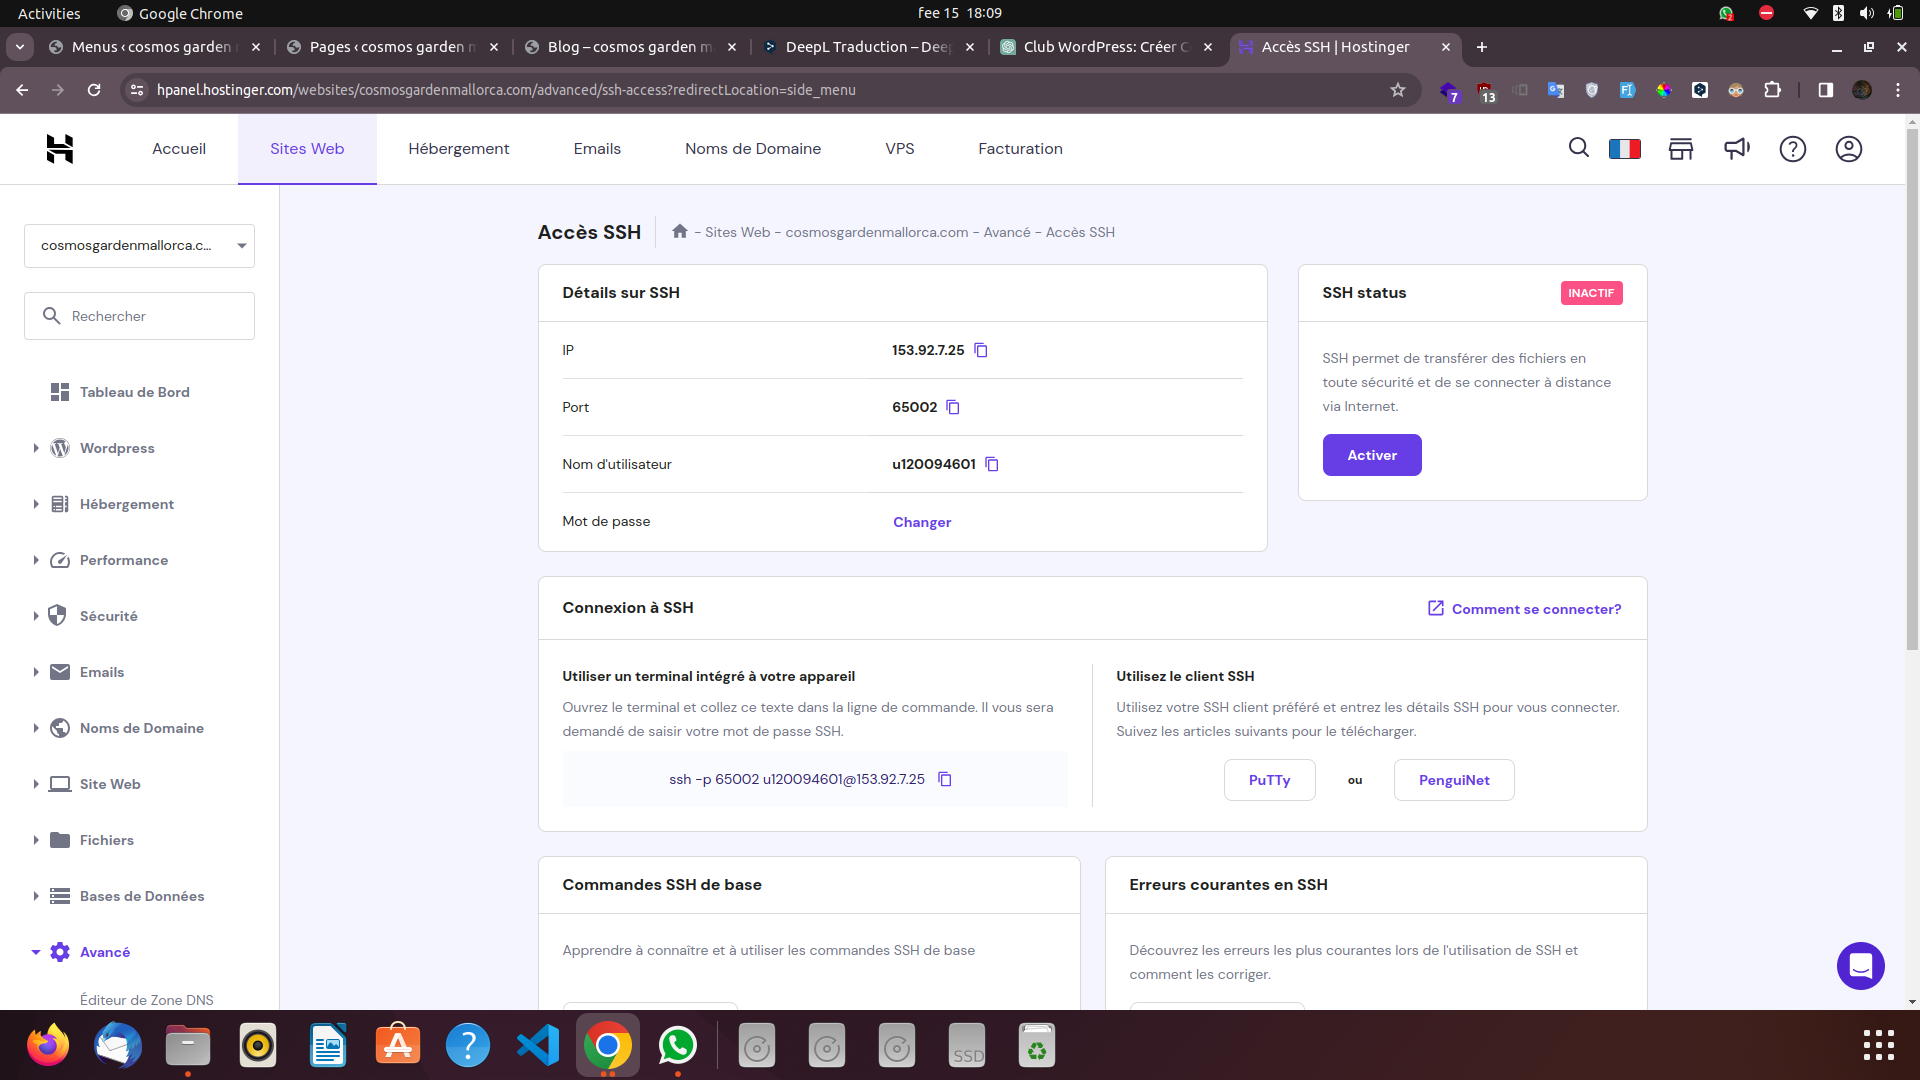 Activities
Google Chrome
fee 15 18:09
Menus ‹ cosmos garden
Pages ‹ cosmos garden m
Blog – cosmos garden m
DeepL Traduction – Dee
Club WordPress: Créer C
Accès SSH | Hostinger
hpanel.hostinger.com/websites/cosmosgardenmallorca.com/advanced/ssh-access?redirectLocation=side_menu
7
13
Accueil
Sites Web
Hébergement
Emails
Noms de Domaine
VPS
Facturation
cosmosgardenmallorca.c...
Rechercher
Tableau de Bord
Wordpress
Hébergement
Performance
Sécurité
Emails
Noms de Domaine
Site Web
Fichiers
Bases de Données
Avancé
Éditeur de Zone DNS
Accès SSH
- Sites Web - cosmosgardenmallorca.com - Avancé - Accès SSH
Détails sur SSH
IP
153.92.7.25
Port
65002
Nom d'utilisateur
u120094601
Mot de passe
Changer
SSH status
INACTIF
SSH permet de transférer des fichiers en
toute sécurité et de se connecter à distance
via Internet.
Activer
Connexion à SSH
Comment se connecter?
Utiliser un terminal intégré à votre appareil
Ouvrez le terminal et collez ce texte dans la ligne de commande. Il vous sera
demandé de saisir votre mot de passe SSH.
ssh -p 65002 u120094601@153.92.7.25
Utilisez le client SSH
Utilisez votre SSH client préféré et entrez les détails SSH pour vous connecter.
Suivez les articles suivants pour le télécharger.
PuTTy
ou
PenguiNet
Commandes SSH de base
Apprendre à connaître et à utiliser les commandes SSH de base
Erreurs courantes en SSH
Découvrez les erreurs les plus courantes lors de l'utilisation de SSH et
comment les corriger.
SSD